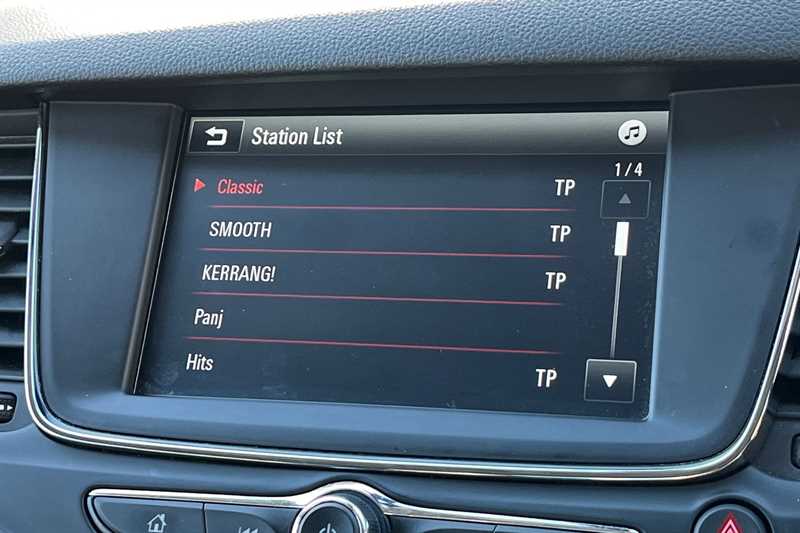 Station List
1/4
Classic TP
SMOOTH TP
KERRANG! TP
Panj
Hits TP